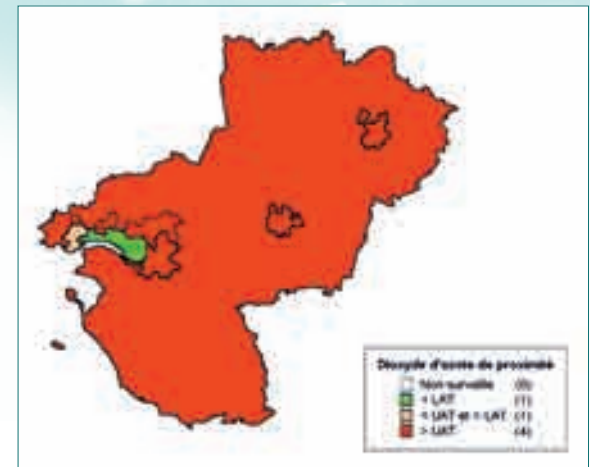 Dioxyde d'azote de proximité
Non surveillé (0)
< LAT (1)
< UAT et > LAT (1)
> UAT (4)